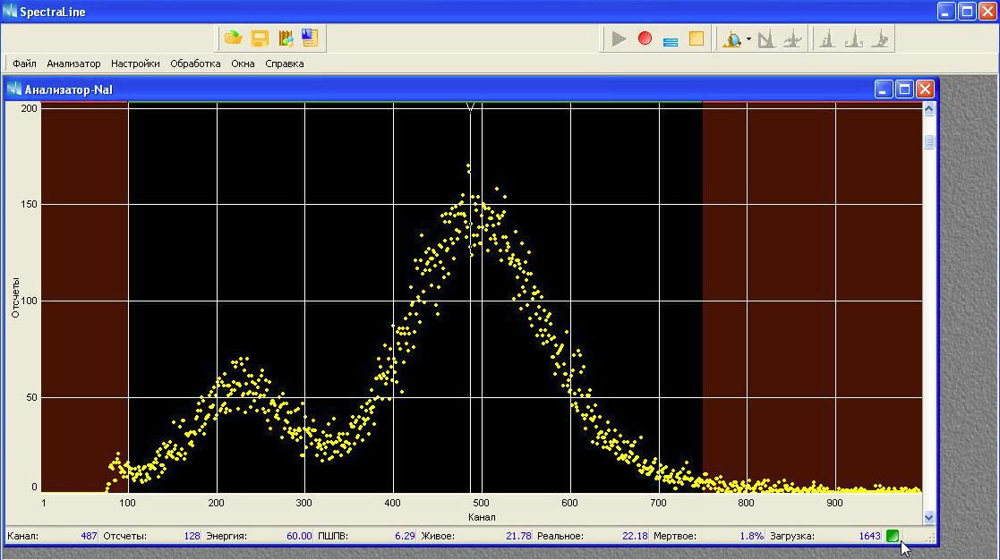 SpectraLine
Файл Анализатор Настройки Обработка Окна Справка
Анализатор-NaI
200
150
100
50
0
Отсчеты
1 100 200 300 400 500 600 700 800 900
Канал
Канал: 487 Отсчеты: 128 Энергия: 60.00 ПШПВ: 6.29 Живое: 21.78 Реальное: 22.18 Мертвое: 1.8% Загрузка: 1643